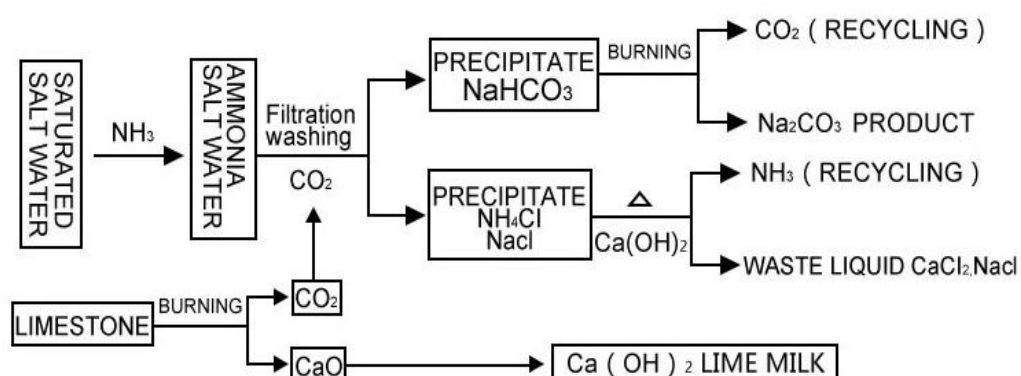 SATURATED
SALT WATER
NH₃
AMMONIA
SALT WATER
Filtration
washing
CO₂
PRECIPITATE
NaHCO₃
BURNING
CO₂ ( RECYCLING )
Na₂CO₃ PRODUCT
PRECIPITATE
NH₄Cl
Nacl
△
Ca(OH)₂
NH₃ ( RECYCLING )
WASTE LIQUID CaCl₂,Nacl
LIMESTONE
BURNING
CO₂
CaO
Ca ( OH ) ₂ LIME MILK